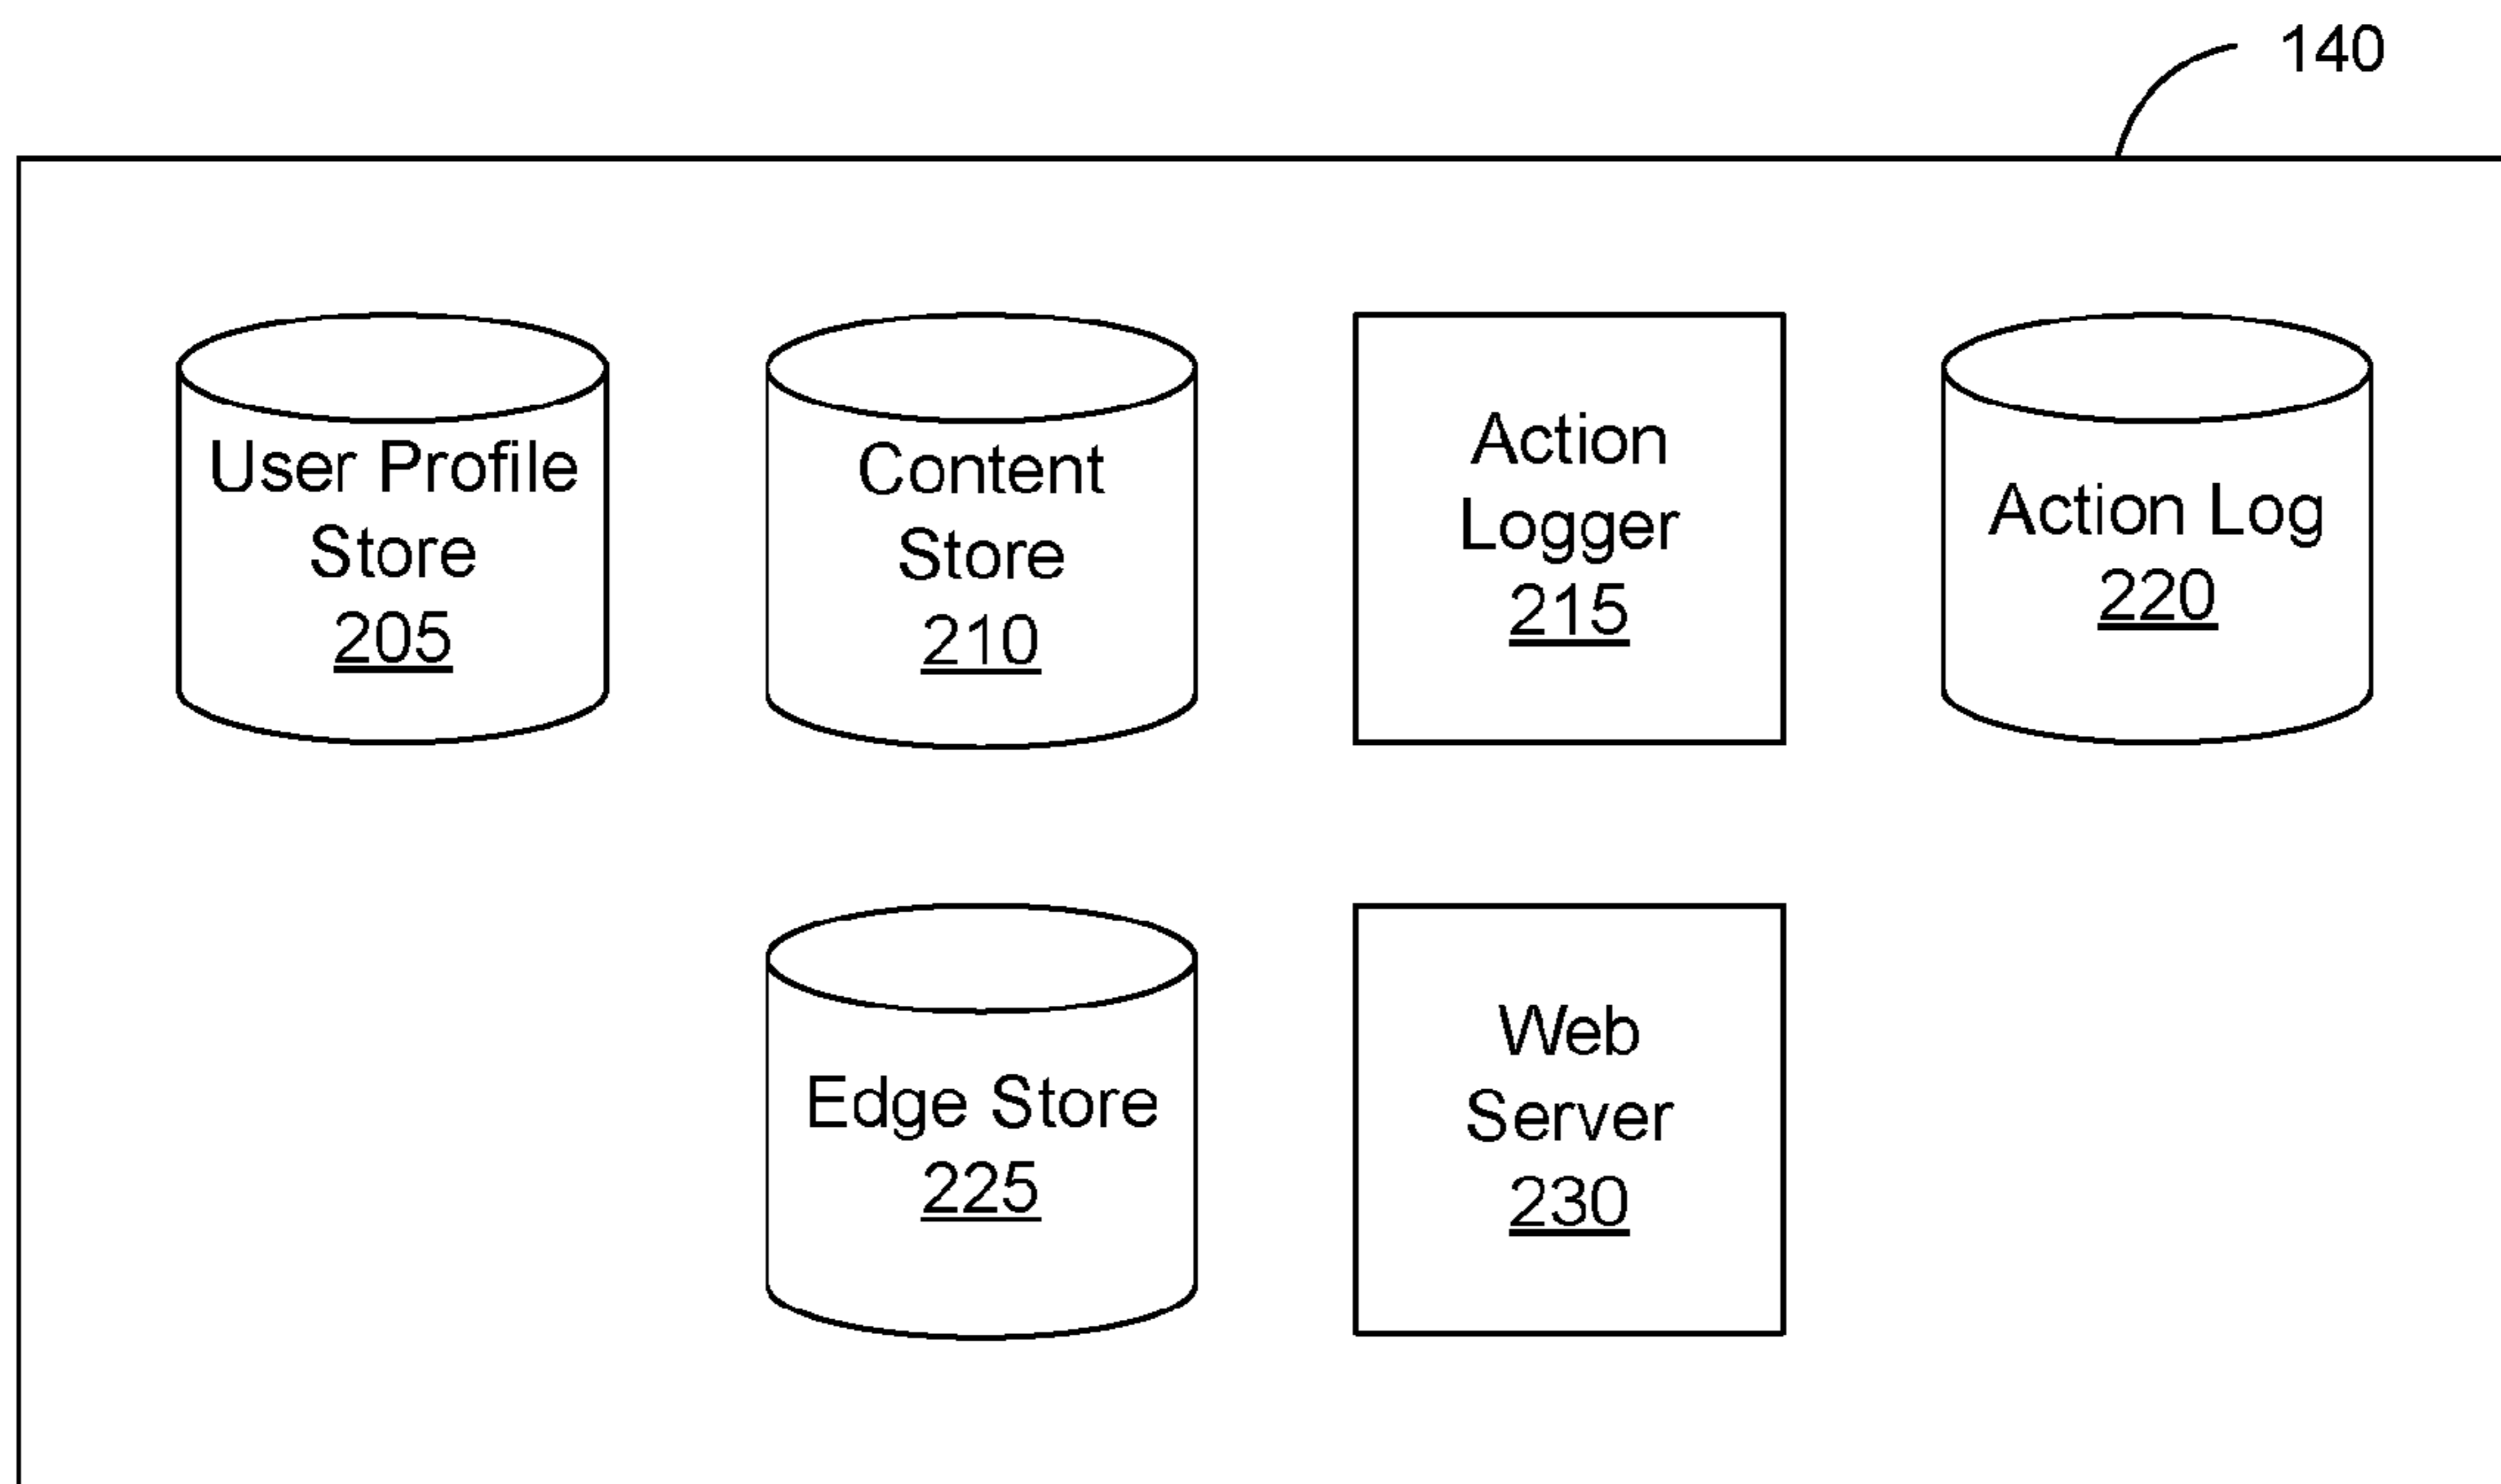 140
User Profile
Store
205
Content
Store
210
Action
Logger
215
Action Log
220
Edge Store
225
Web
Server
230